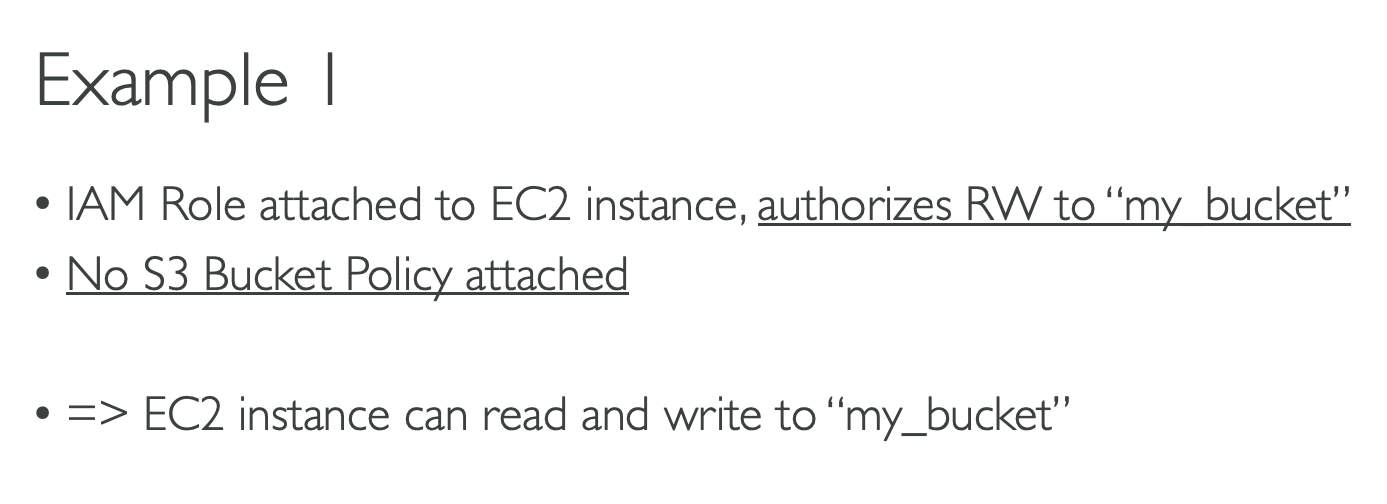 Example 1
• IAM Role attached to EC2 instance, authorizes RW to “my_bucket”
• No S3 Bucket Policy attached
• => EC2 instance can read and write to “my_bucket”